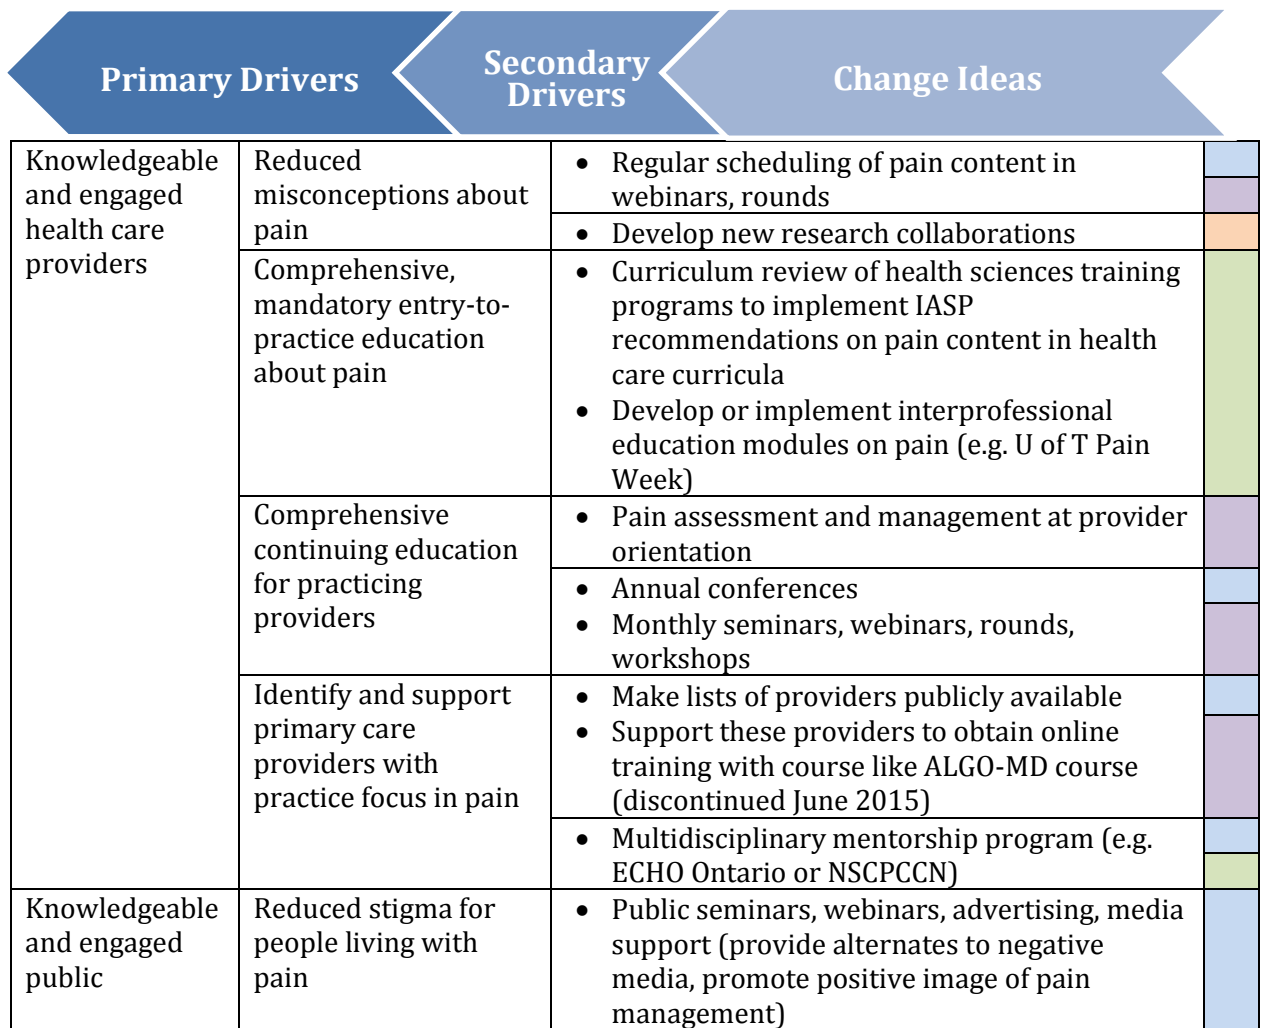 Primary Drivers
Secondary
Drivers
Change Ideas
Knowledgeable
and engaged
health care
providers
Reduced
misconceptions about
pain
• Regular scheduling of pain content in
webinars, rounds
• Develop new research collaborations
Comprehensive,
mandatory entry-to-
practice education
about pain
• Curriculum review of health sciences training
programs to implement IASP
recommendations on pain content in health
care curricula
• Develop or implement interprofessional
education modules on pain (e.g. U of T Pain
Week)
Comprehensive
continuing education
for practicing
providers
• Pain assessment and management at provider
orientation
• Annual conferences
• Monthly seminars, webinars, rounds,
workshops
Identify and support
primary care
providers with
practice focus in pain
• Make lists of providers publicly available
• Support these providers to obtain online
training with course like ALGO-MD course
(discontinued June 2015)
• Multidisciplinary mentorship program (e.g.
ECHO Ontario or NSCPCCN)
Knowledgeable
and engaged
public
Reduced stigma for
people living with
pain
• Public seminars, webinars, advertising, media
support (provide alternates to negative
media, promote positive image of pain
management)